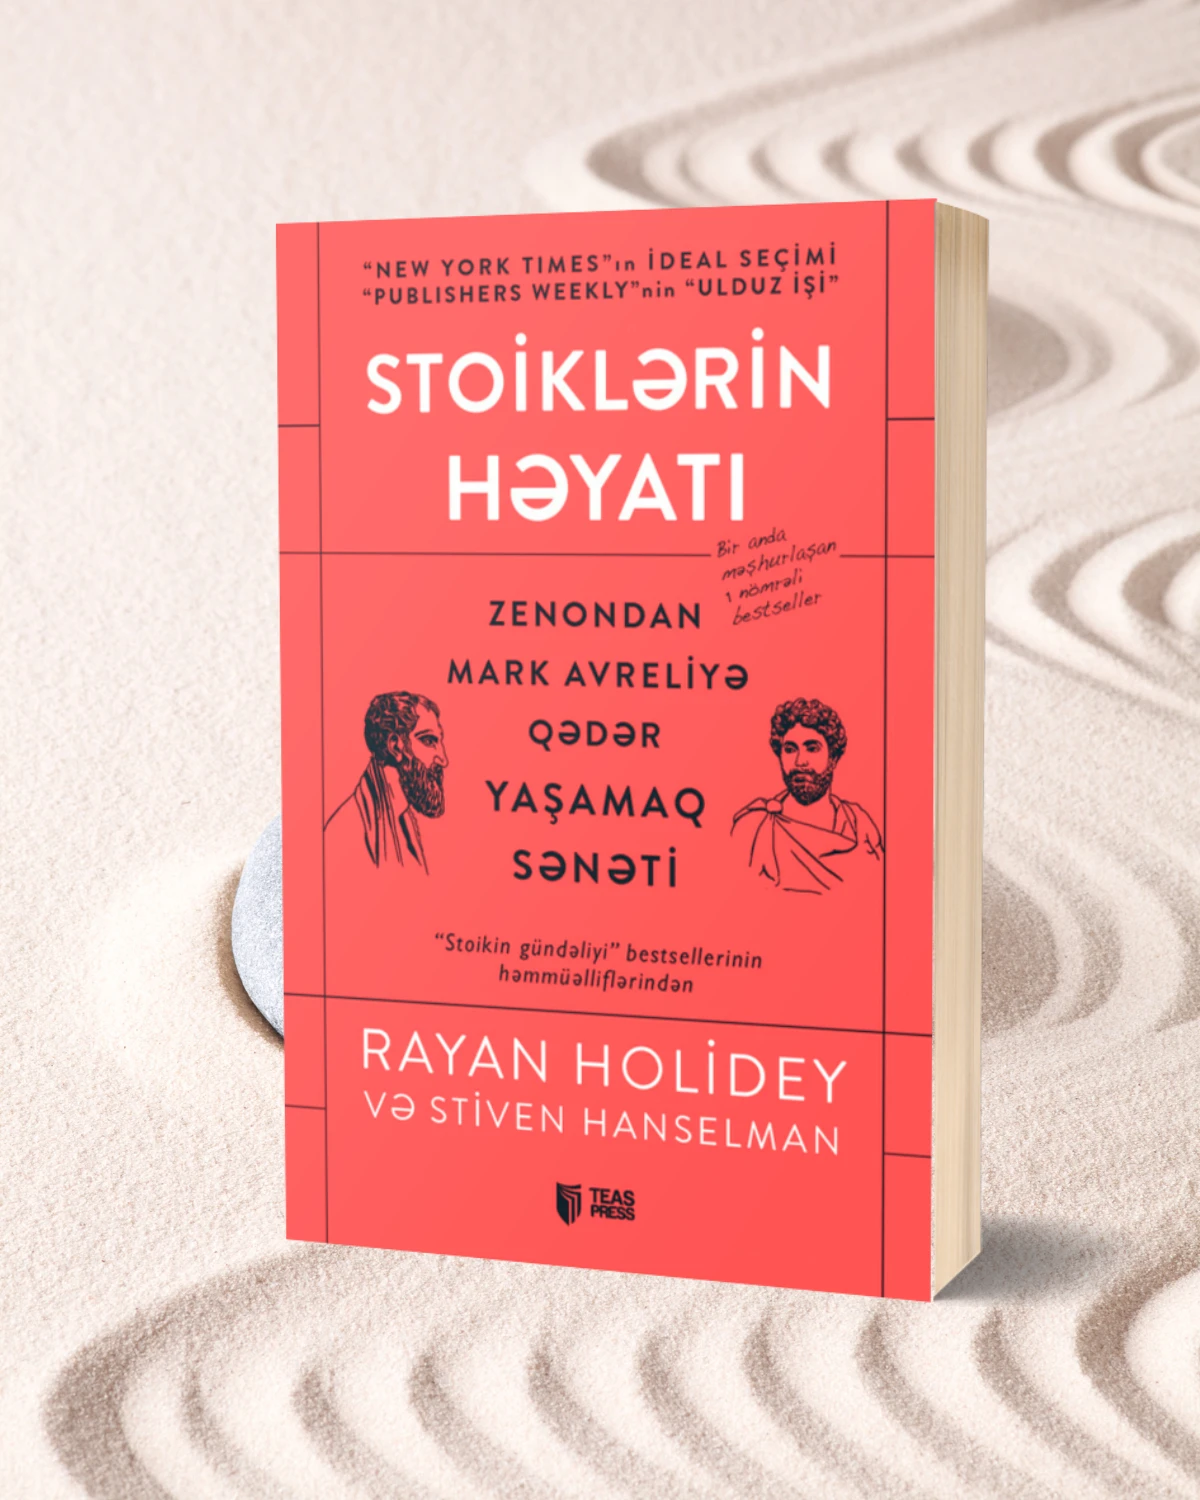 “NEW YORK TIMES”ın İDEAL SEÇİMİ
“PUBLISHERS WEEKLY”nin “ULDUZ İŞİ”
STOİKLƏRİN
HƏYATI
Bir anda
məşhurlaşan
1 nömrəli
bestseller
ZENONDAN
MARK AVRELİYƏ
QƏDƏR
YAŞAMAQ
SƏNƏTİ
“Stoikin gündəliyi” bestsellerinin
həmmüəlliflərindən
RAYAN HOLİDEY
VƏ STİVEN HANSELMAN
TEAS
PRESS